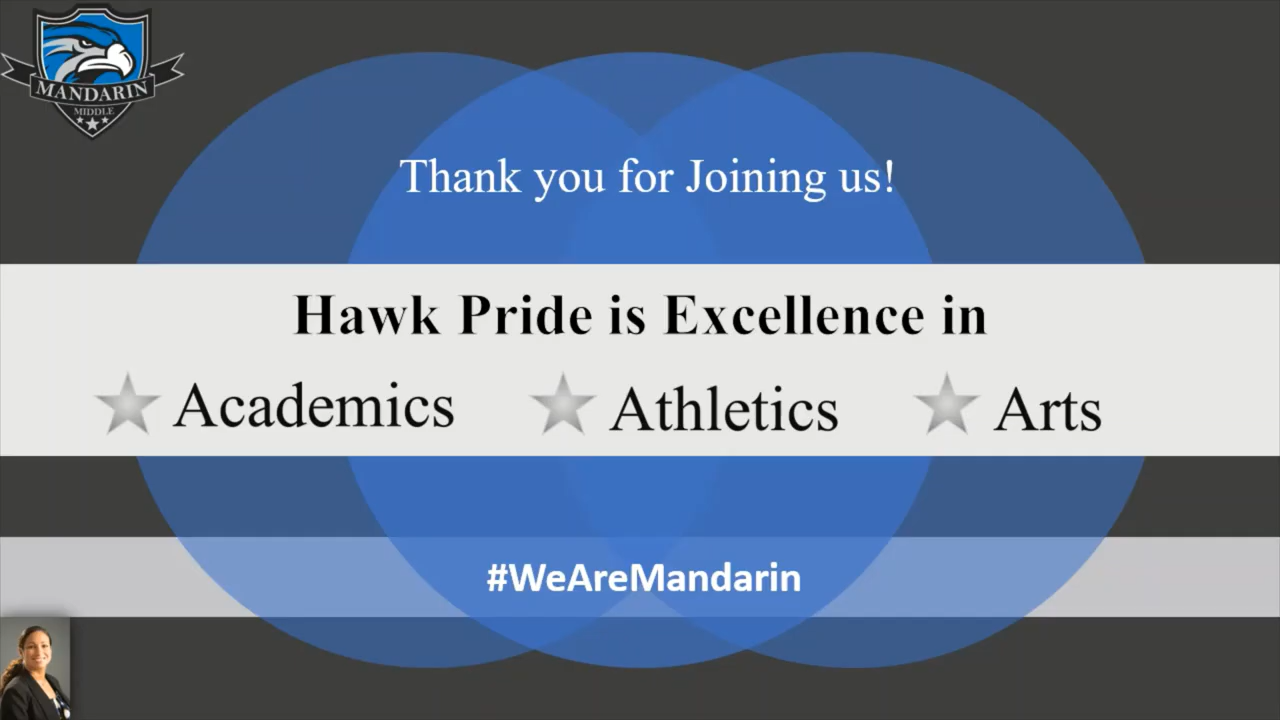 MANDARIN
MIDDLE
Thank you for Joining us!
Hawk Pride is Excellence in
Academics Athletics Arts
#WeAreMandarin